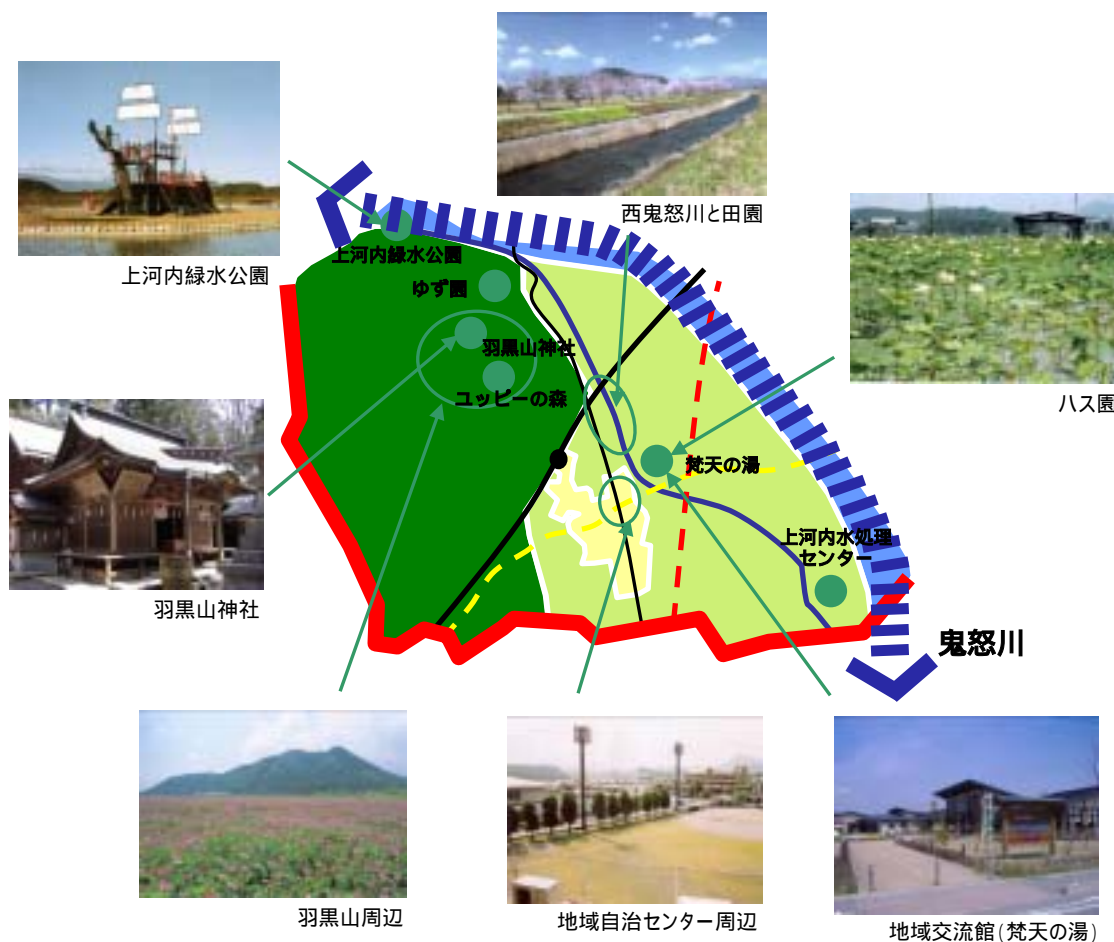 西鬼怒川と田園
上河内緑水公園
上河内緑水公園
ゆず園
羽黒山神社
ユッピーの森
ハス園
梵天の湯
上河内水処理
センター
羽黒山神社
鬼怒川
羽黒山周辺
地域自治センター周辺
地域交流館(梵天の湯)